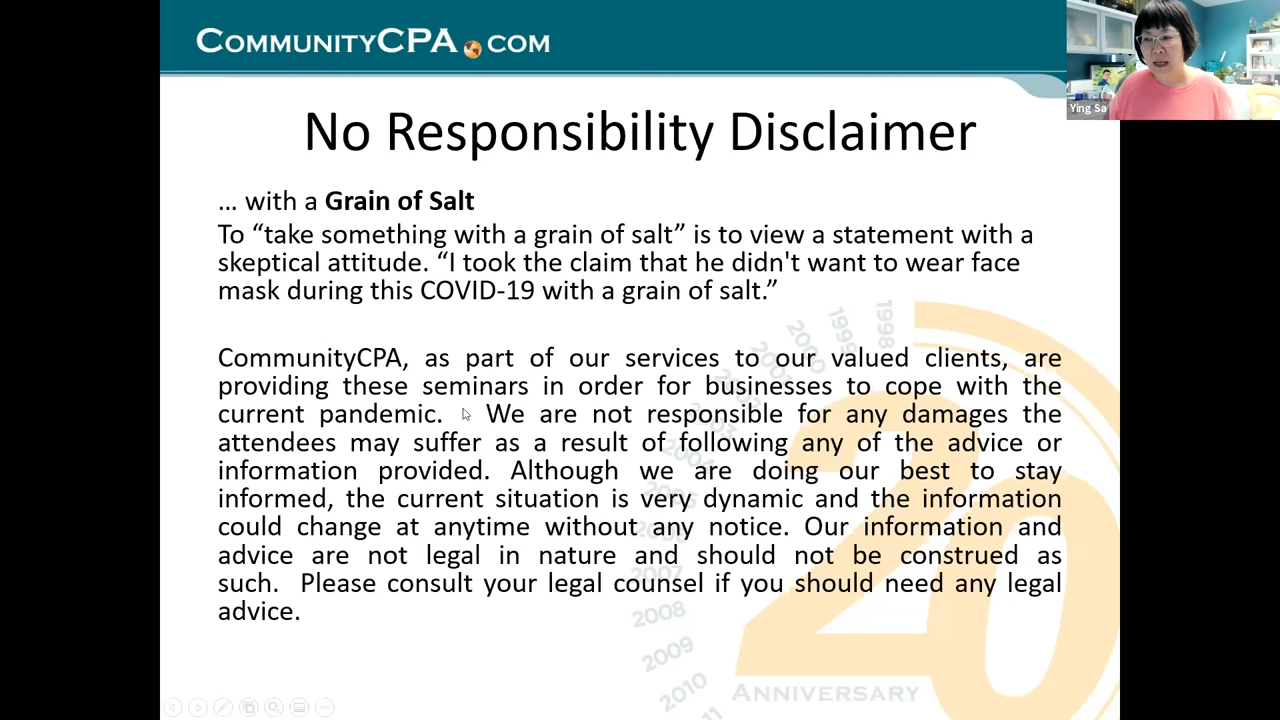 COMMUNITYCPA.COM
Ying Sa
No Responsibility Disclaimer
... with a Grain of Salt
To “take something with a grain of salt” is to view a statement with a
skeptical attitude. “I took the claim that he didn't want to wear face
mask during this COVID-19 with a grain of salt.”
CommunityCPA, as part of our services to our valued clients, are
providing these seminars in order for businesses to cope with the
current pandemic. We are not responsible for any damages the
attendees may suffer as a result of following any of the advice or
information provided. Although we are doing our best to stay
informed, the current situation is very dynamic and the information
could change at anytime without any notice. Our information and
advice are not legal in nature and should not be construed as
such. Please consult your legal counsel if you should need any legal
advice.
1998
1999
2000
2007
2008
2009
2010
20
ANNIVERSARY